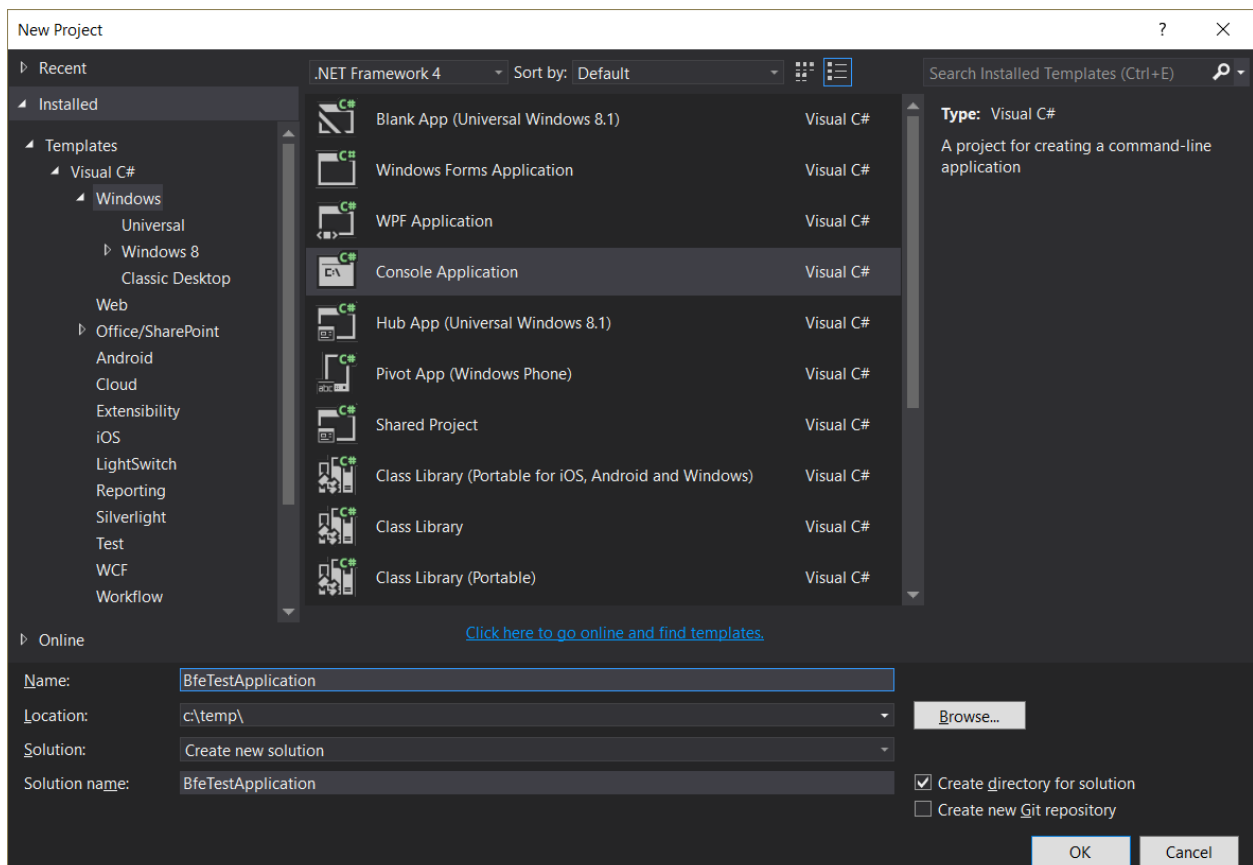 New Project
?
Recent
.NET Framework 4
Sort by:
Default
Search Installed Templates (Ctrl+E)
Installed
Templates
Visual C#
Windows
Universal
Windows 8
Classic Desktop
Web
Office/SharePoint
Android
Cloud
Extensibility
iOS
LightSwitch
Reporting
Silverlight
Test
WCF
Workflow
Online
C# Blank App (Universal Windows 8.1) Visual C#
C# Windows Forms Application Visual C#
C# WPF Application Visual C#
C# C:\ Console Application Visual C#
C# Hub App (Universal Windows 8.1) Visual C#
C# abc Pivot App (Windows Phone) Visual C#
C# Shared Project Visual C#
C# Class Library (Portable for iOS, Android and Windows) Visual C#
C# Class Library Visual C#
C# Class Library (Portable) Visual C#
Click here to go online and find templates.
Type: Visual C#
A project for creating a command-line
application
Name: BfeTestApplication
Location: c:\temp\
Browse...
Solution: Create new solution
Solution name: BfeTestApplication
Create directory for solution
Create new Git repository
OK
Cancel